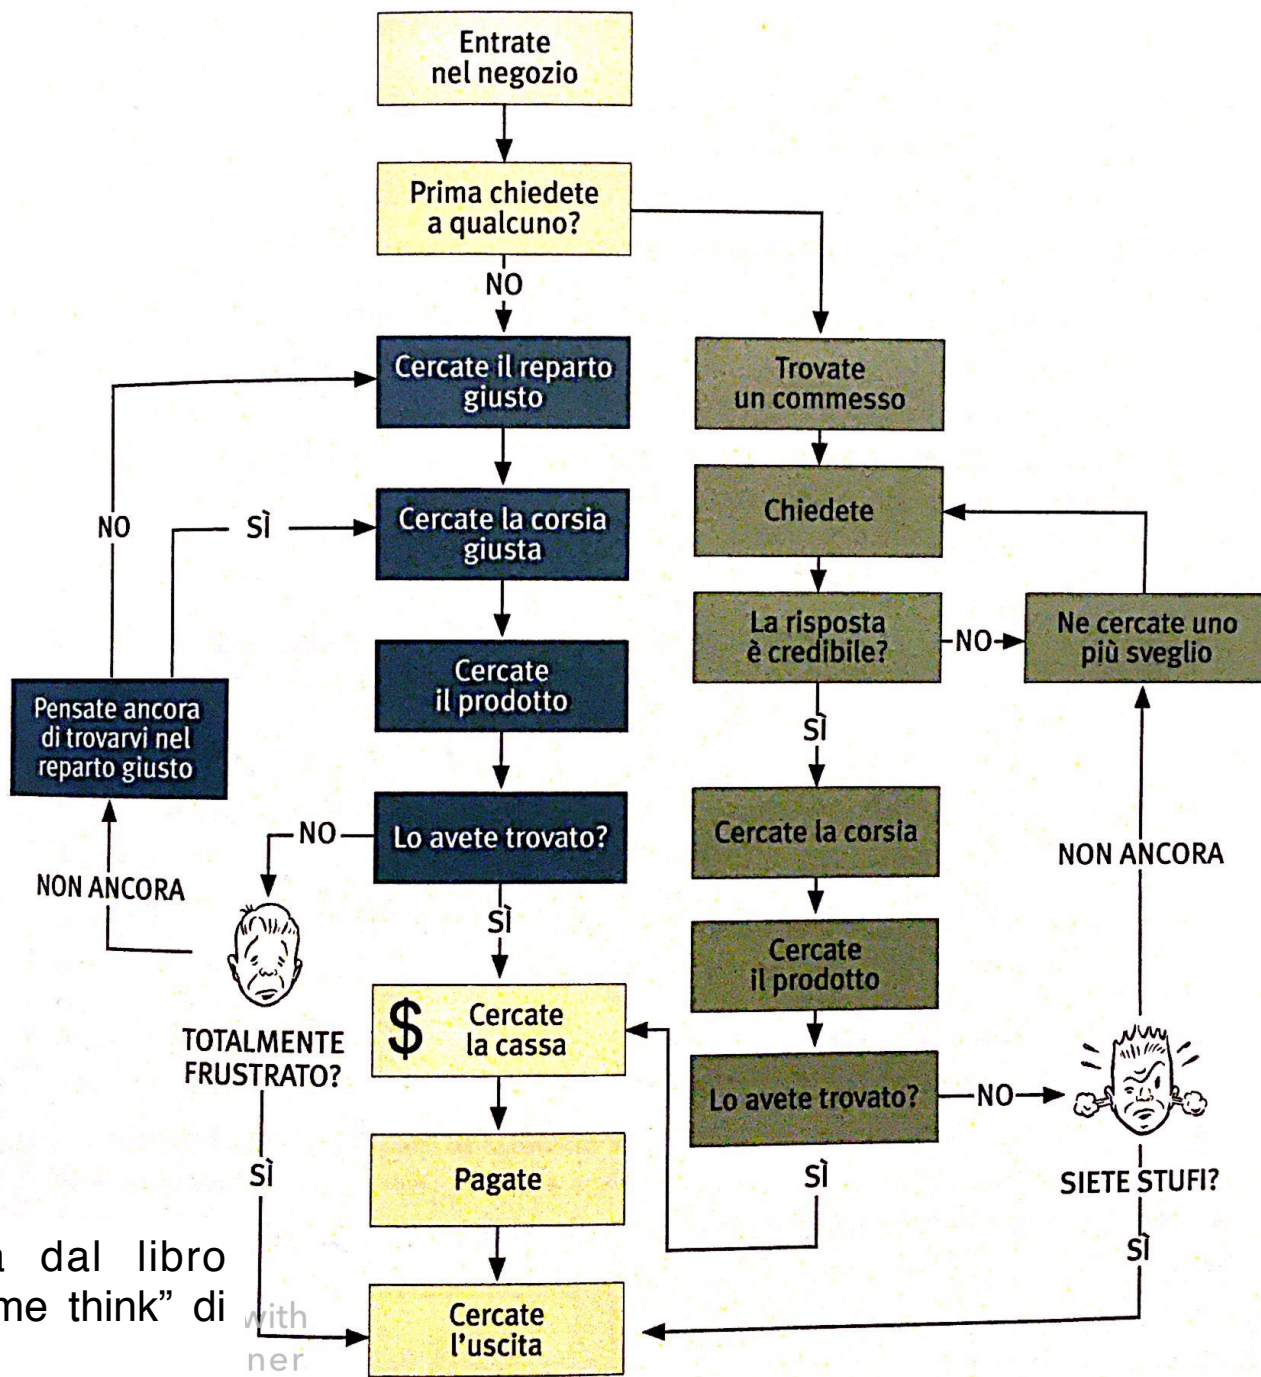 Entrate
nel negozio
Prima chiedete
a qualcuno?
NO
Cercate il reparto
giusto
Trovate
un commesso
NO
SÌ
Cercate la corsia
giusta
Chiedete
La risposta
è credibile?
NO
Ne cercate uno
più sveglio
Cercate
il prodotto
Pensate ancora
di trovarvi nel
reparto giusto
SÌ
Lo avete trovato?
NO
Cercate la corsia
NON ANCORA
NON ANCORA
SÌ
Cercate
il prodotto
$ Cercate
la cassa
TOTALMENTE
FRUSTRATO?
Lo avete trovato?
NO
SÌ
Pagate
SÌ
SIETE STUFI?
SÌ
dal libro
me think” di
with
Cercate
l'uscita